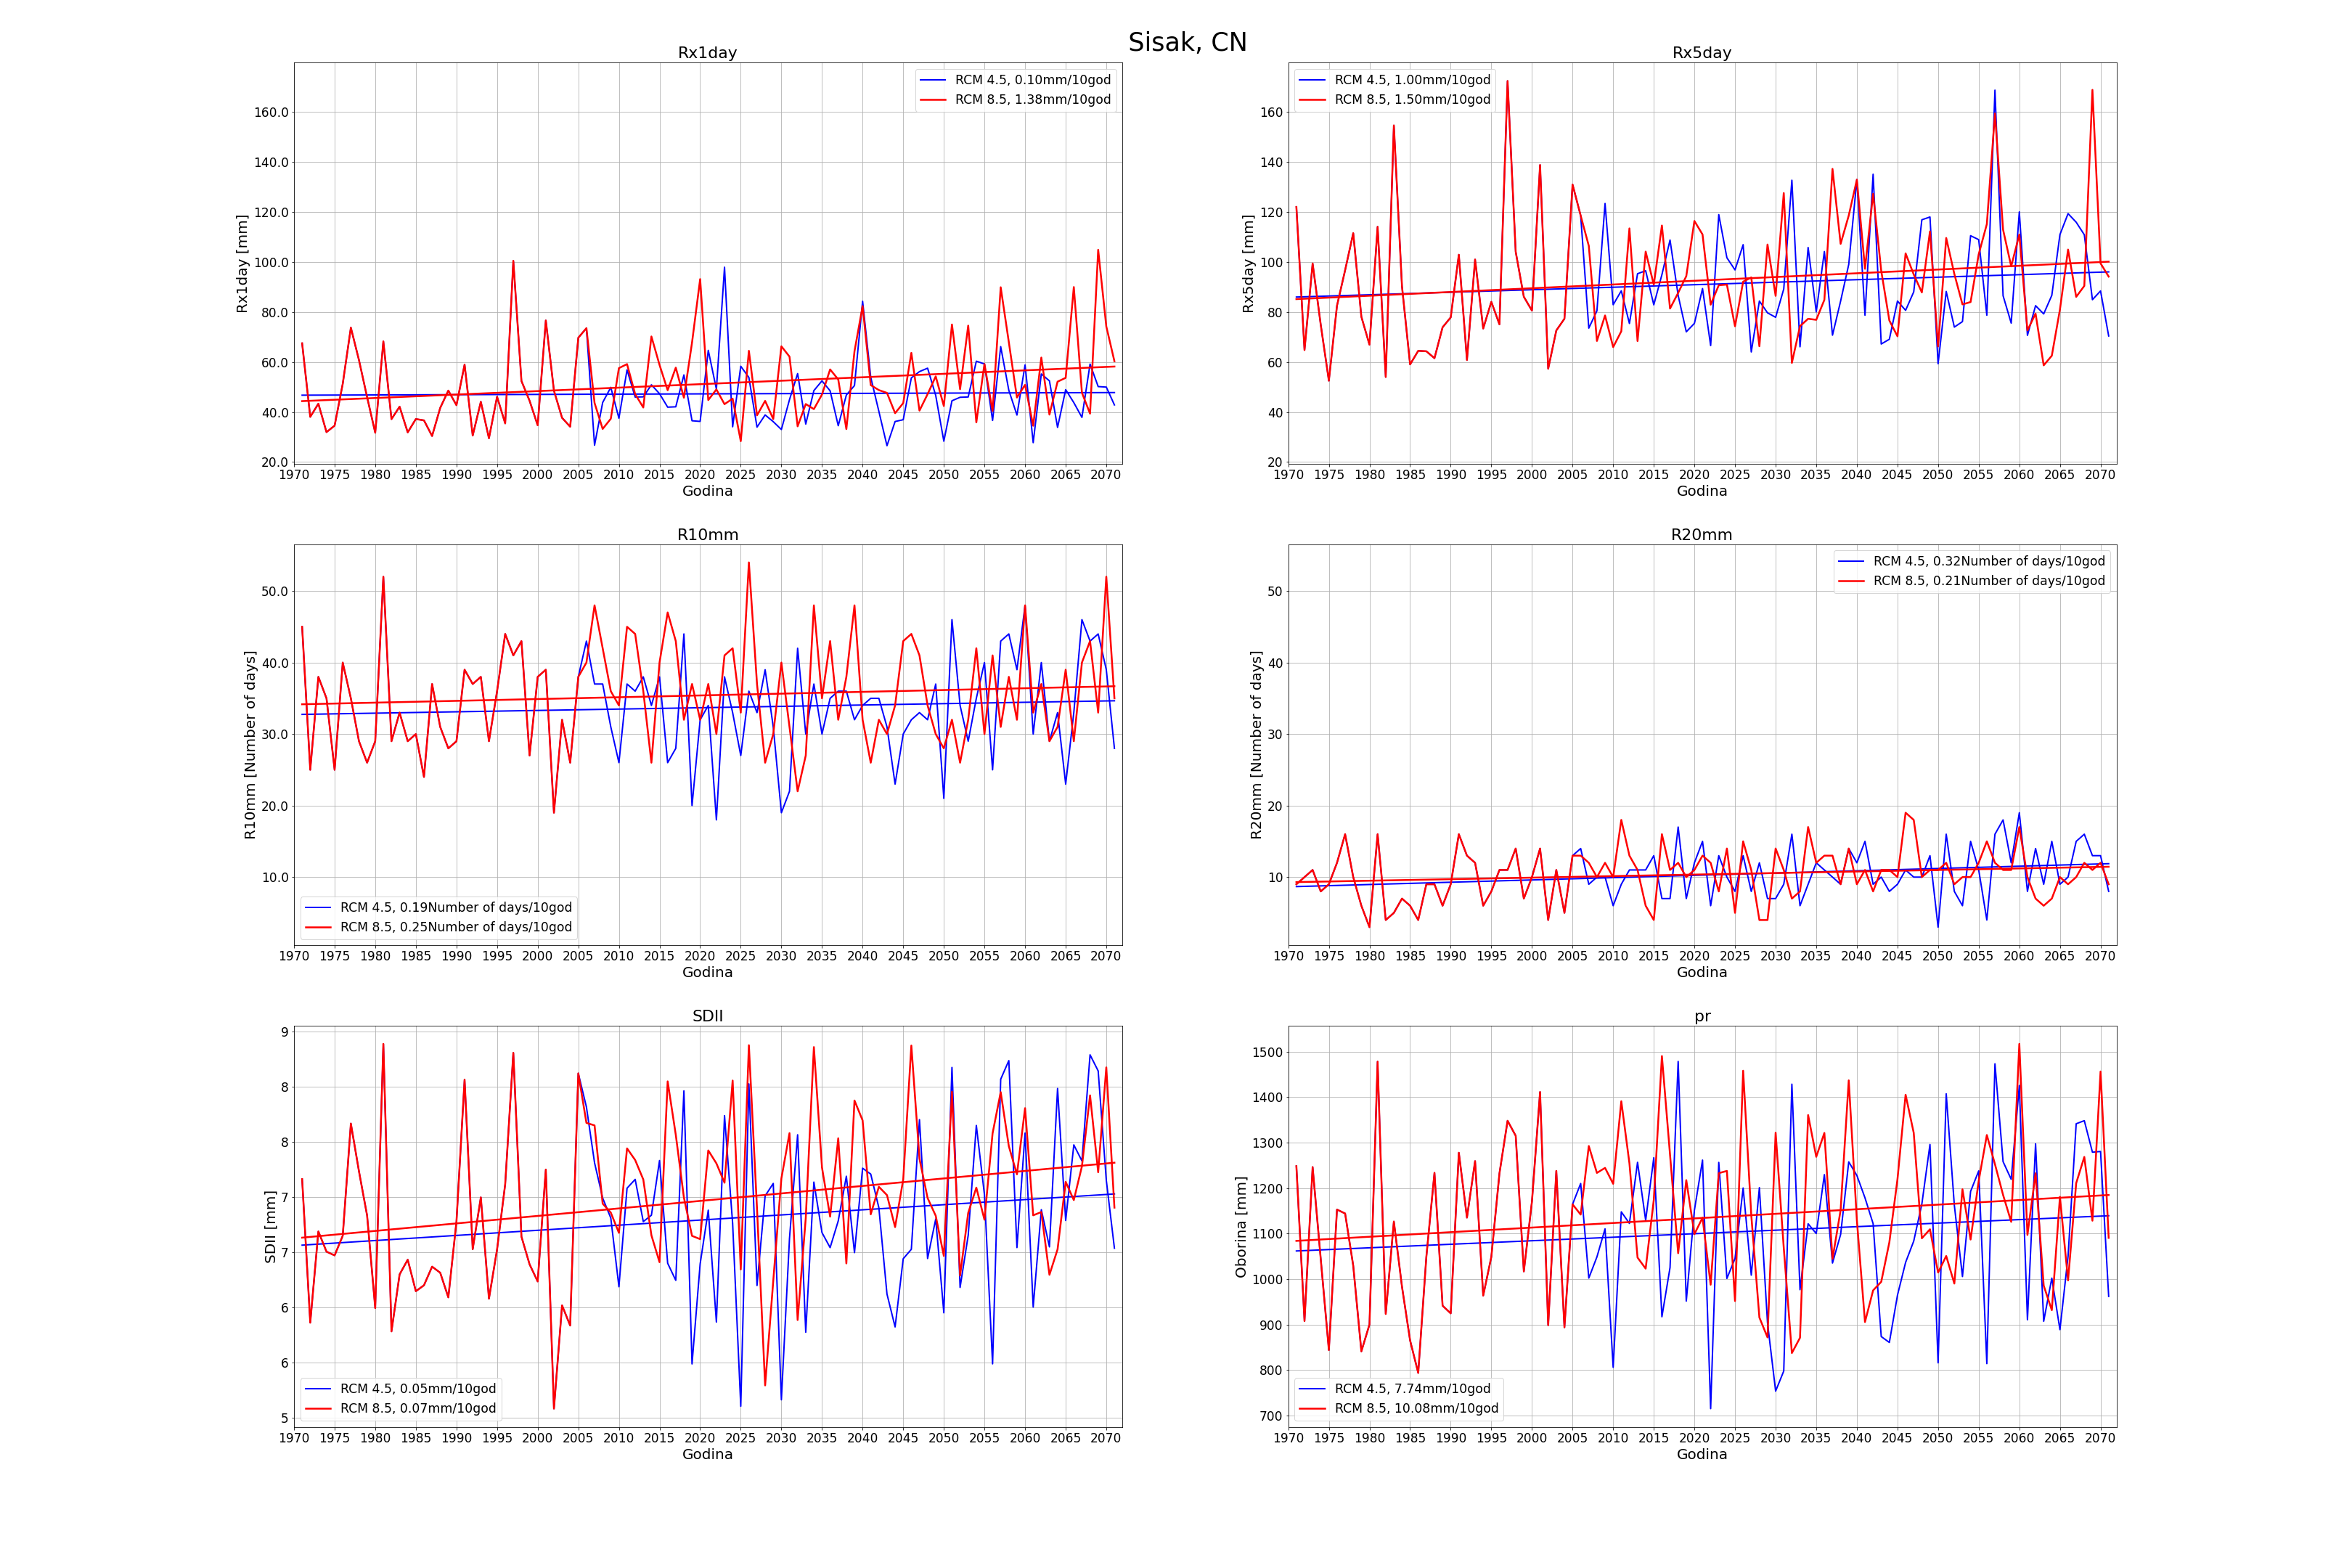 Sisak, CN
Rx1day
RCM 4.5, 0.10mm/10god
RCM 8.5, 1.38mm/10god
Rx1day [mm]
160.0
140.0
120.0
100.0
80.0
60.0
40.0
20.0
1970 1975 1980 1985 1990 1995 2000 2005 2010 2015 2020 2025 2030 2035 2040 2045 2050 2055 2060 2065 2070
Godina
Rx5day
RCM 4.5, 1.00mm/10god
RCM 8.5, 1.50mm/10god
Rx5day [mm]
160
140
120
100
80
60
40
20
1970 1975 1980 1985 1990 1995 2000 2005 2010 2015 2020 2025 2030 2035 2040 2045 2050 2055 2060 2065 2070
Godina
R10mm
R10mm [Number of days]
50.0
40.0
30.0
20.0
10.0
RCM 4.5, 0.19Number of days/10god
RCM 8.5, 0.25Number of days/10god
1970 1975 1980 1985 1990 1995 2000 2005 2010 2015 2020 2025 2030 2035 2040 2045 2050 2055 2060 2065 2070
Godina
R20mm
RCM 4.5, 0.32Number of days/10god
RCM 8.5, 0.21Number of days/10god
R20mm [Number of days]
50
40
30
20
10
1970 1975 1980 1985 1990 1995 2000 2005 2010 2015 2020 2025 2030 2035 2040 2045 2050 2055 2060 2065 2070
Godina
SDII
SDII [mm]
9
8
8
7
7
6
6
5
RCM 4.5, 0.05mm/10god
RCM 8.5, 0.07mm/10god
1970 1975 1980 1985 1990 1995 2000 2005 2010 2015 2020 2025 2030 2035 2040 2045 2050 2055 2060 2065 2070
Godina
pr
Oborina [mm]
1500
1400
1300
1200
1100
1000
900
800
700
RCM 4.5, 7.74mm/10god
RCM 8.5, 10.08mm/10god
1970 1975 1980 1985 1990 1995 2000 2005 2010 2015 2020 2025 2030 2035 2040 2045 2050 2055 2060 2065 2070
Godina